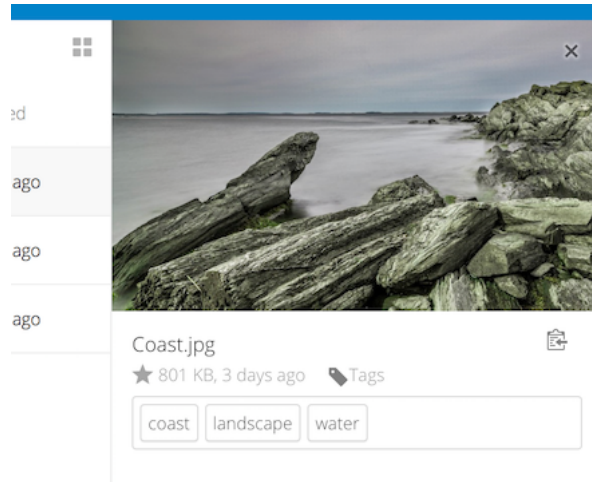 ed
ago
ago
ago
Coast.jpg
801 KB, 3 days ago Tags
coast landscape water